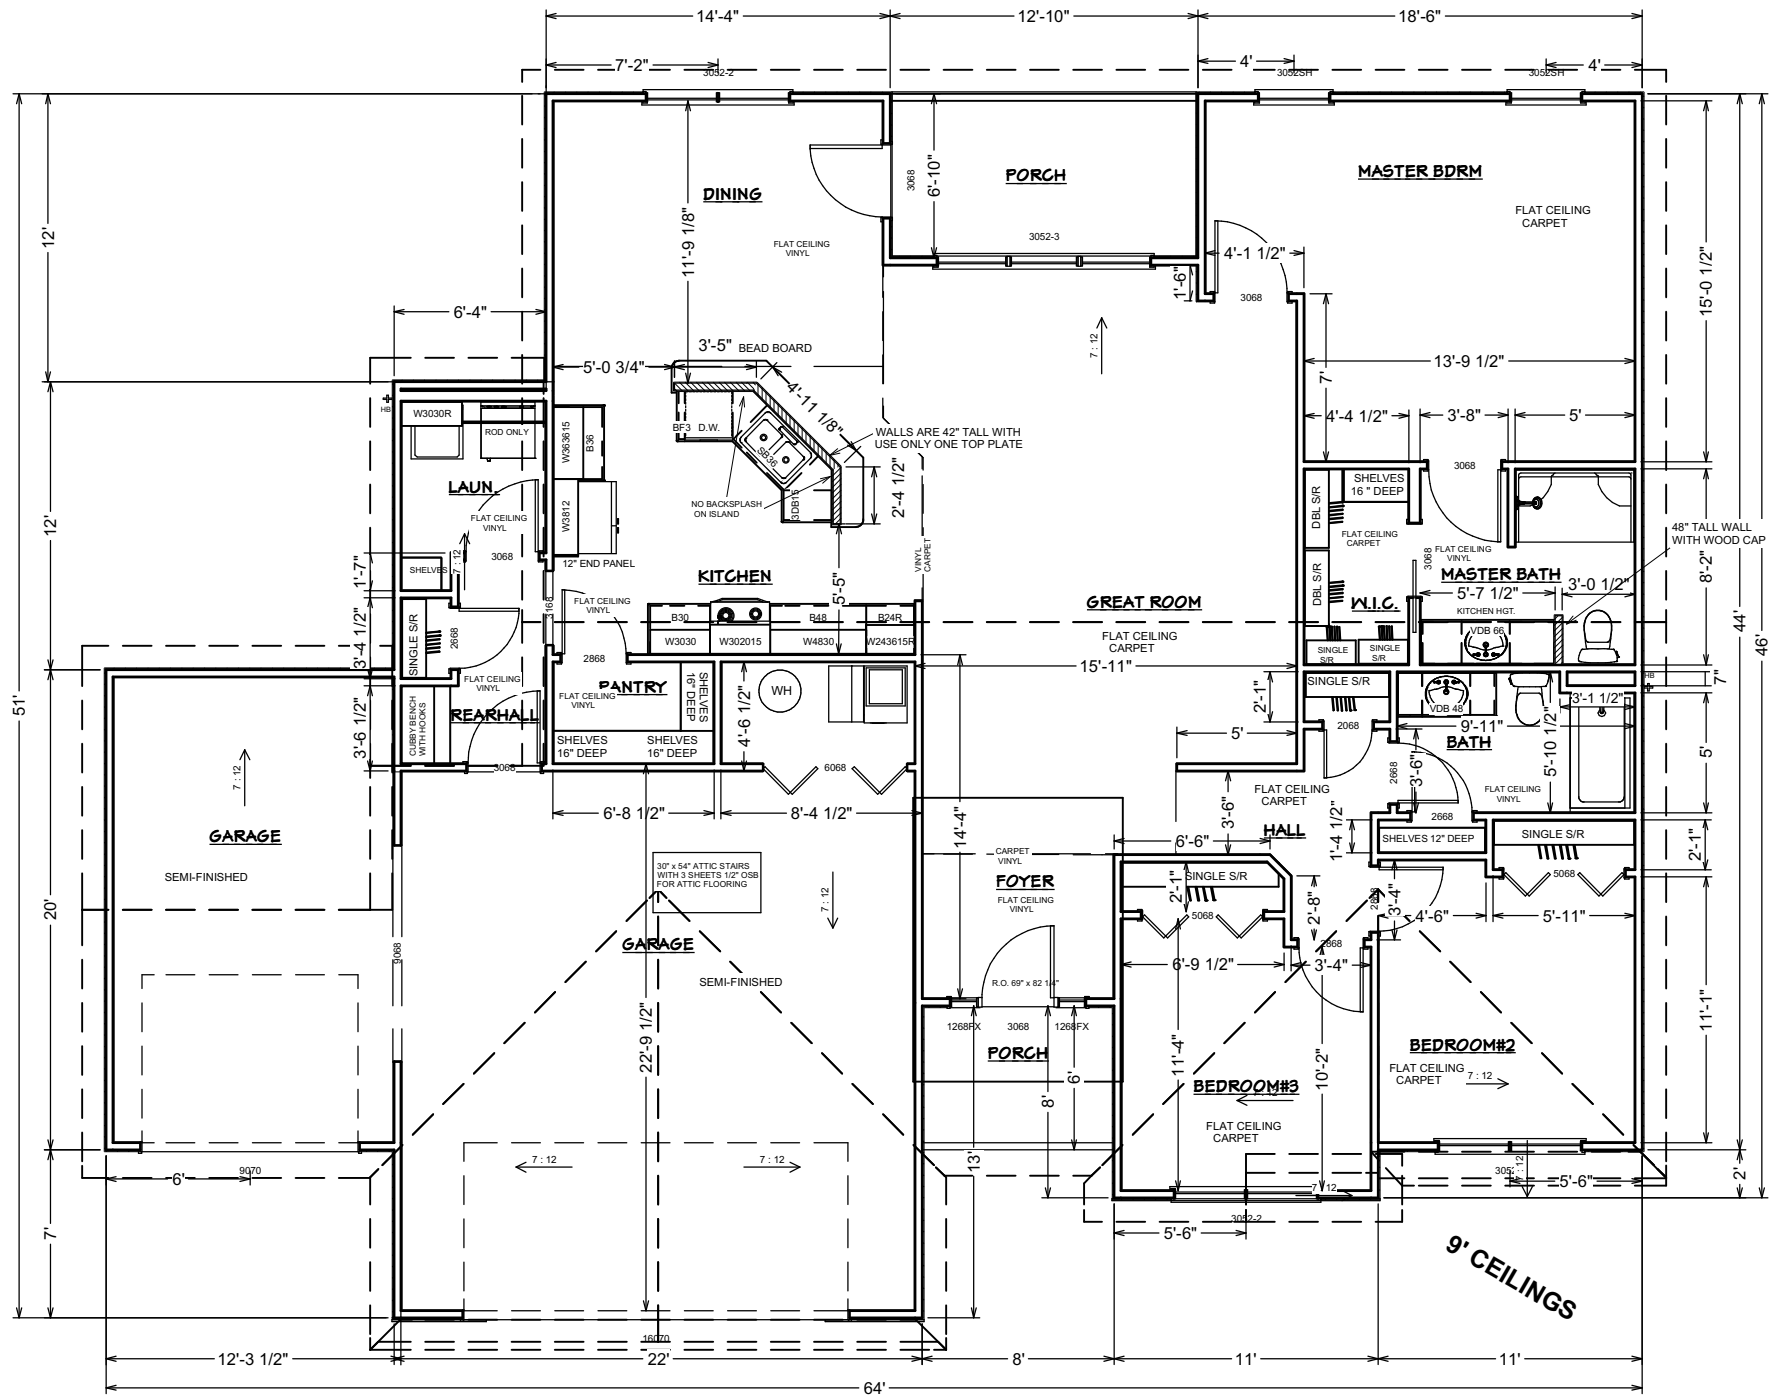 14'-4"
12'-10"
18'-6"
7'-2"
3052-2
4'
3052SH
4'
3052SH
12'
6'-10"
3068
PORCH
MASTER BDRM
DINING
11'-9 1/8"
FLAT CEILING
VINYL
FLAT CEILING
CARPET
3052-3
4'-1 1/2"
1'-6"
3068
15'-0 1/2"
6'-4"
7 : 12
3'-5"
BEAD BOARD
5'-0 3/4"
13'-9 1/2"
7'
4'-11 1/8"
4'-4 1/2"
3'-8"
5'
HB
W3030R
ROD ONLY
W363615
B36
BF3
D.W.
SB36
WALLS ARE 42" TALL WITH
USE ONLY ONE TOP PLATE
3068
LAUN.
2'-4 1/2"
DBL S/R
SHELVES
16 " DEEP
W3812
NO BACKSPLASH
ON ISLAND
3DB15
FLAT CEILING
VINYL
FLAT CEILING
CARPET
48" TALL WALL
WITH WOOD CAP
12'
3068
7 : 12
12" END PANEL
VINYL
CARPET
3068
FLAT CEILING
VINYL
8'-2"
1'-7"
SHELVES
KITCHEN
5'-5"
DBL S/R
MASTER BATH
3'-0 1/2"
5'-7 1/2"
44'
46'
51'
FLAT CEILING
VINYL
3168
GREAT ROOM
W.I.C.
KITCHEN HGT.
B30
B48
B24R
VDB 66
3'-4 1/2"
SINGLE S/R
2668
W3030
W302015
W4830
W243615R
FLAT CEILING
CARPET
SINGLE
S/R
SINGLE
S/R
2868
15'-11"
FLAT CEILING
VINYL
PANTRY
FLAT CEILING
VINYL
SHELVES
16" DEEP
WH
4'-6 1/2"
2'-1"
SINGLE S/R
HB
7"
VDB 48
3'-1 1/2"
CUBBY BENCH
WITH HOOKS
REARHALL
3'-6 1/2"
5'
2068
9'-11"
BATH
SHELVES
16" DEEP
SHELVES
16" DEEP
5'-10 1/2"
5'
3068
6068
2668
3'-6"
7 : 12
FLAT CEILING
CARPET
FLAT CEILING
VINYL
6'-8 1/2"
8'-4 1/2"
3'-6"
2668
GARAGE
14'-4"
6'-6"
HALL
1'-4 1/2"
SHELVES 12" DEEP
SINGLE S/R
2'-1"
CARPET
VINYL
30" x 54" ATTIC STAIRS
WITH 3 SHEETS 1/2" OSB
FOR ATTIC FLOORING
SEMI-FINISHED
FOYER
2'-1"
SINGLE S/R
5068
7 : 12
FLAT CEILING
VINYL
2'-8"
3'-4"
20'
5068
4'-6"
5'-11"
GARAGE
2868
9068
6'-9 1/2"
3'-4"
SEMI-FINISHED
R.O. 69" x 82 1/4"
22'-9 1/2"
11'-1"
1268FX
3068
1268FX
PORCH
11'-4"
10'-2"
BEDROOM#2
6'
FLAT CEILING
CARPET
7 : 12
8'
BEDROOM#3
7 : 12
FLAT CEILING
CARPET
7 : 12
7 : 12
13'
6'
9070
7 : 12
5'-6"
2'
7 : 12
3052-2
5'-6"
7'
9' CEILINGS
16070
12'-3 1/2"
22'
8'
11'
11'
64'